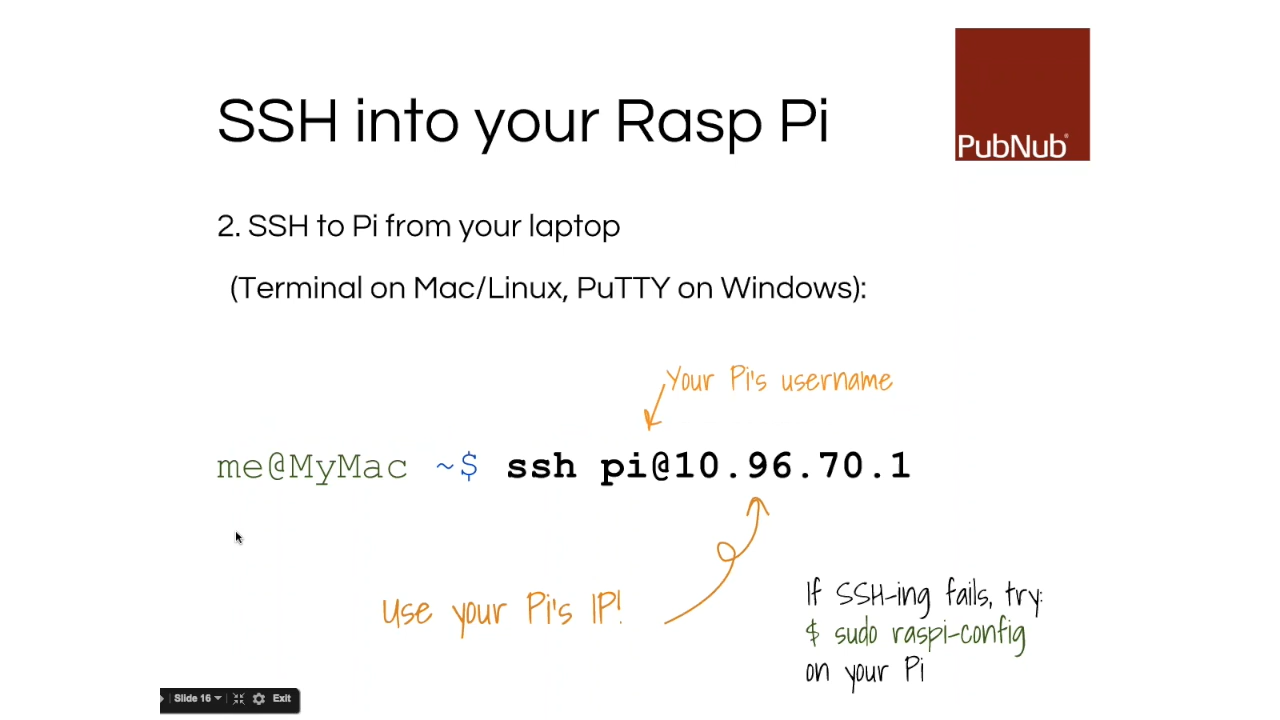 SSH into your Rasp Pi
PubNub®
2. SSH to Pi from your laptop
(Terminal on Mac/Linux, PuTTY on Windows):
Your Pi's username
me@MyMac ~$ ssh pi@10.96.70.1
Use your Pi's IP!
If SSH-ing fails, try:
$ sudo raspi-config
on your Pi
Slide 16 Exit